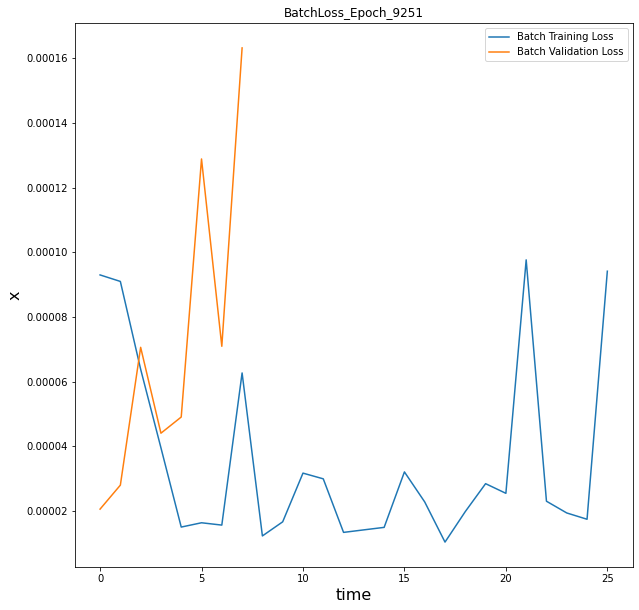 BatchLoss_Epoch_9251
Batch Training Loss
Batch Validation Loss
0.00016
0.00014
0.00012
0.00010
0.00008
0.00006
0.00004
0.00002
x
0 5 10 15 20 25
time